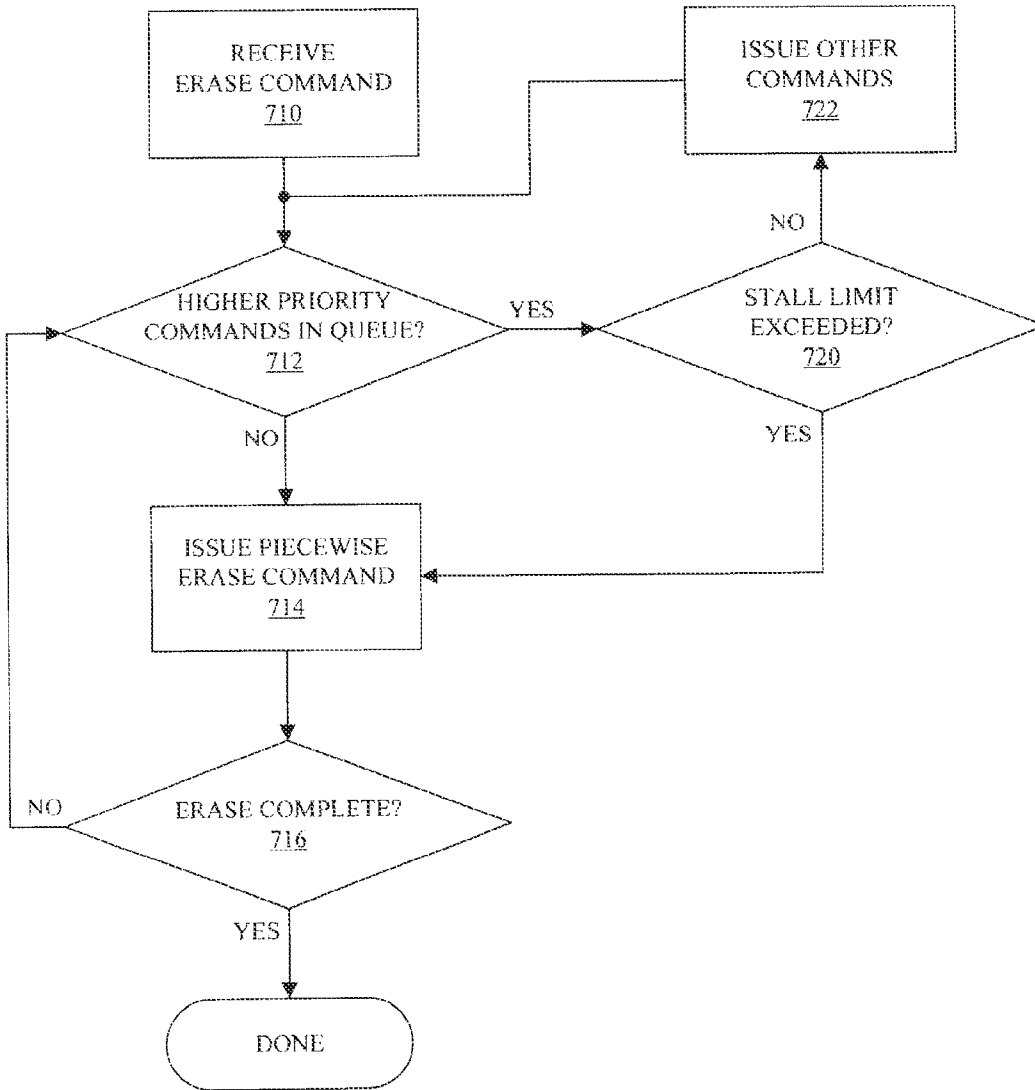 RECEIVE
ERASE COMMAND
710
ISSUE OTHER
COMMANDS
722
NO
HIGHER PRIORITY
COMMANDS IN QUEUE?
712
YES
STALL LIMIT
EXCEEDED?
720
NO
YES
ISSUE PIECEWISE
ERASE COMMAND
714
NO
ERASE COMPLETE?
716
YES
DONE